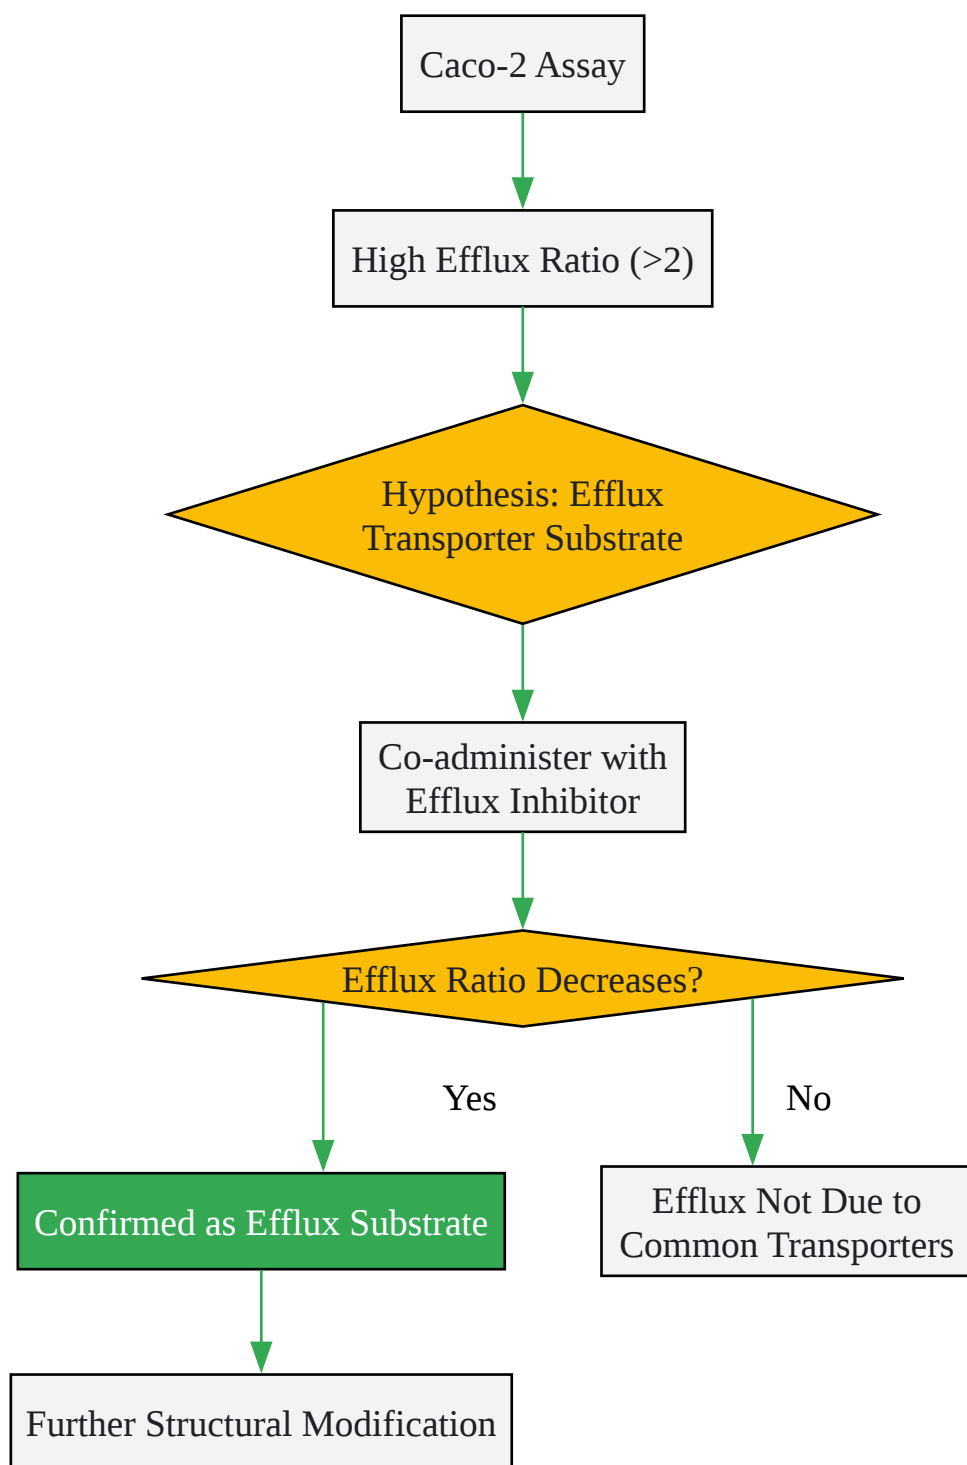 Caco-2 Assay
High Efflux Ratio (>2)
Hypothesis: Efflux
Transporter Substrate
Co-administer with
Efflux Inhibitor
Efflux Ratio Decreases?
Yes
No
Confirmed as Efflux Substrate
Efflux Not Due to
Common Transporters
Further Structural Modification